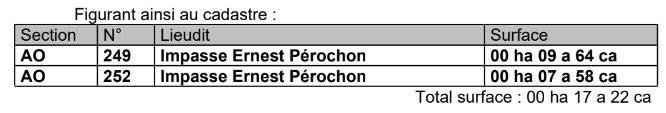 Figurant ainsi au cadastre :
Section N° Lieudit Surface
AO 249 Impasse Ernest Pérochon 00 ha 09 a 64 ca
AO 252 Impasse Ernest Pérochon 00 ha 07 a 58 ca
Total surface : 00 ha 17 a 22 ca